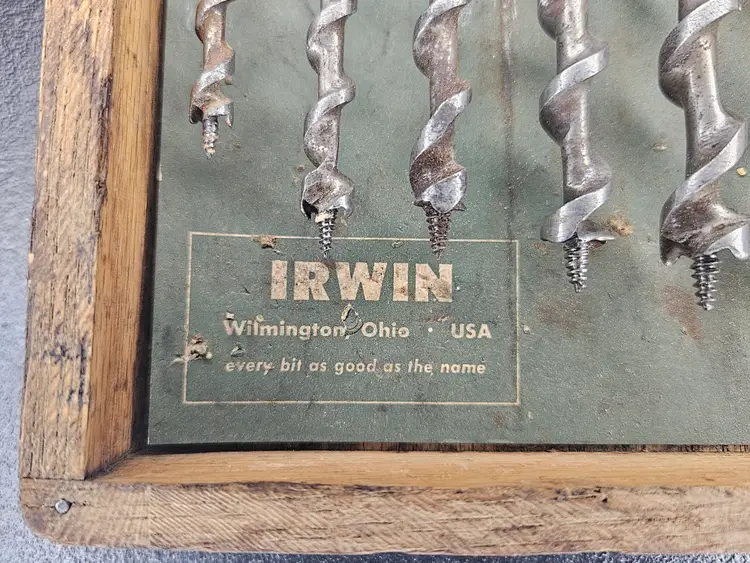 IRWIN
Wilmington, Ohio · USA
every bit as good as the name